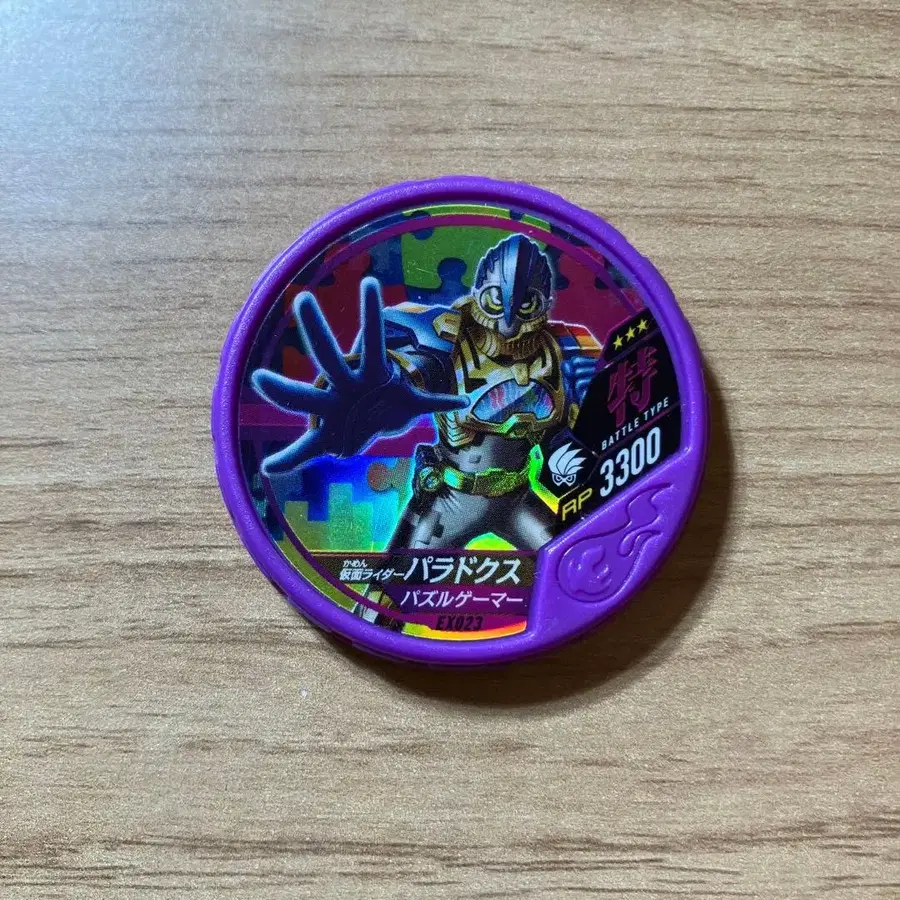 ★★★
特
BATTLE TYPE
RP 3300
かめん
仮面ライダーパラドクス
パズルゲーマー
EX023